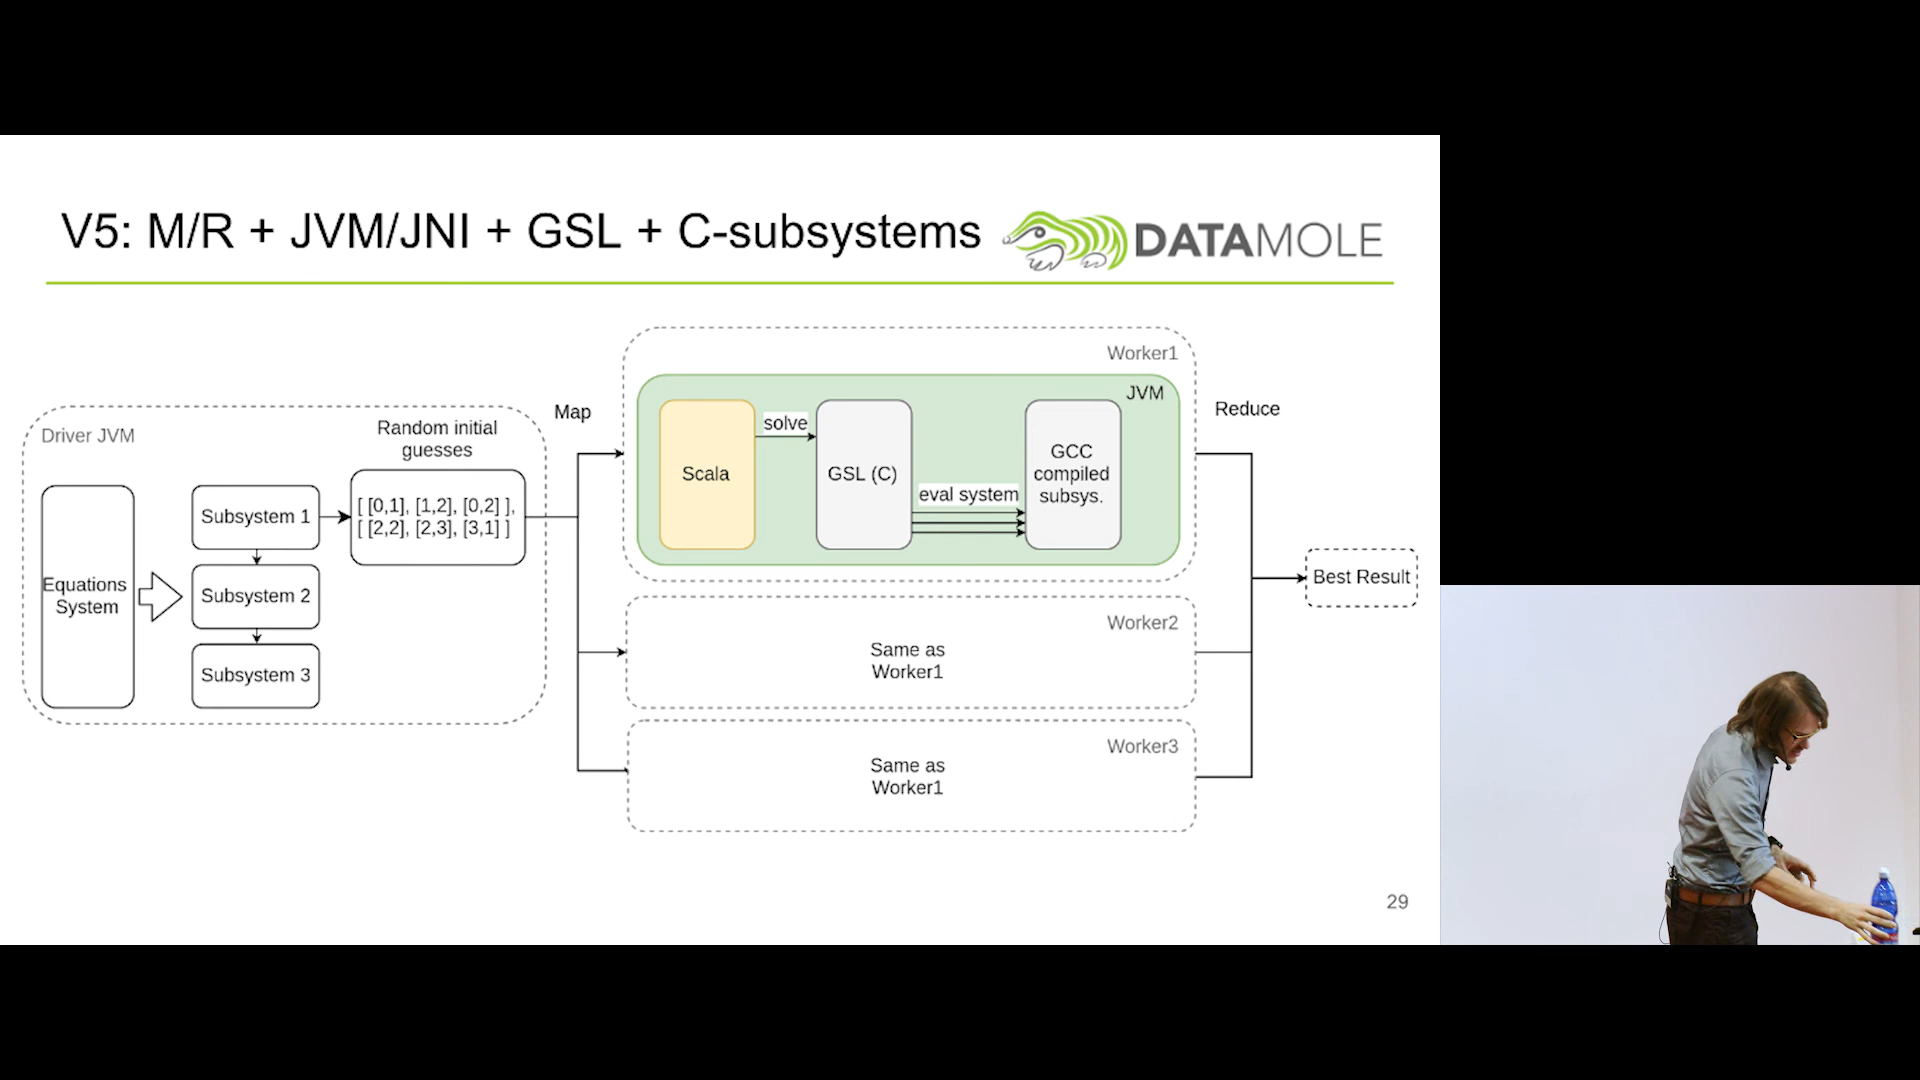 V5: M/R + JVM/JNI + GSL + C-subsystems
DATAMOLE
Driver JVM
Equations
System
Subsystem 1
Subsystem 2
Subsystem 3
Random initial
guesses
[ [0,1], [1,2], [0,2] ],
[ [2,2], [2,3], [3,1] ]
Map
Worker1
JVM
Scala
solve
GSL (C)
eval system
GCC
compiled
subsys.
Worker2
Same as
Worker1
Worker3
Same as
Worker1
Reduce
Best Result
29